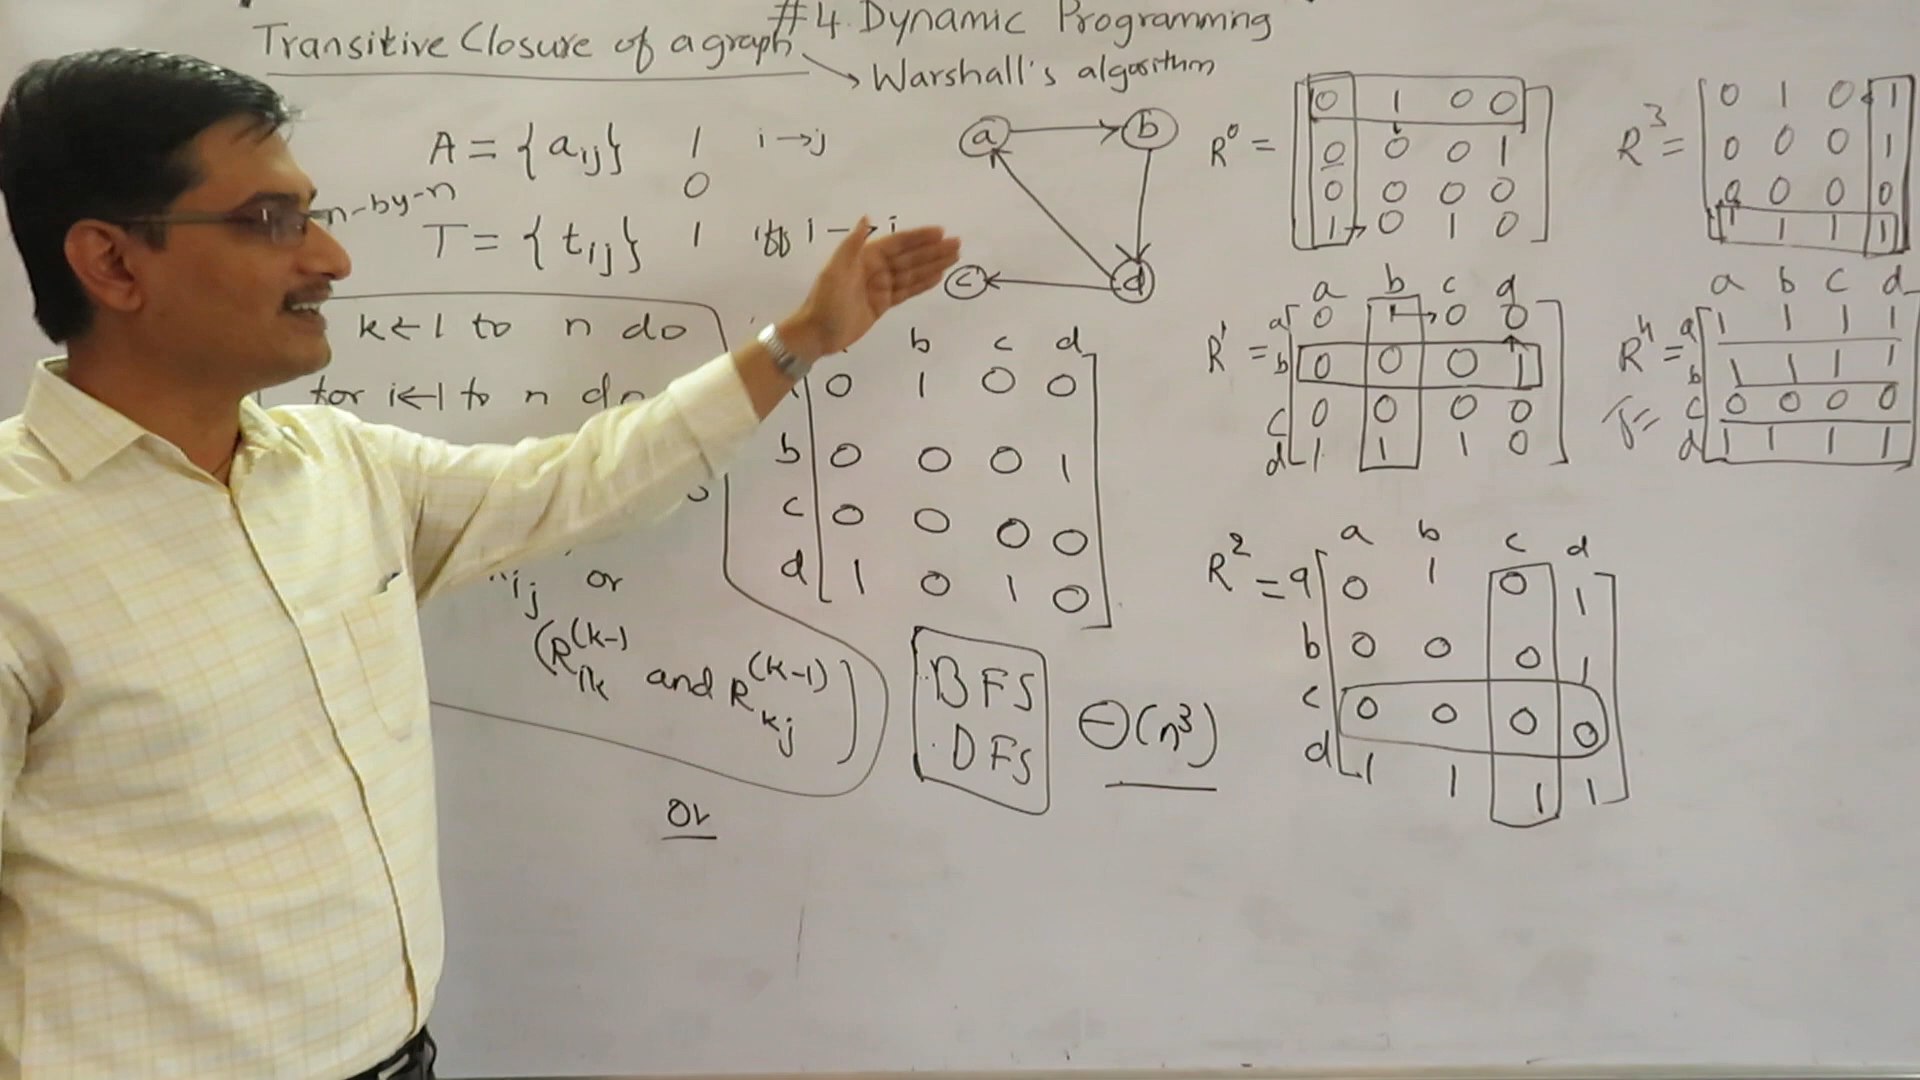 #4. Dynamic Programming
Transitive Closure of a graph
Warshall's algorithm
A = {aij} 1 i→j
0
n-by-n
T = {tij} 1 iff i → j
k←1 to n do
for i←1 to n do
ij or
(Rik(k-1) and Rkj(k-1))
or
a b
c d
b c d
0 1 0 0
b 0 0 0 1
c 0 0 0 0
d 1 0 1 0
BFS
DFS
Θ(n³)
R⁰ =
0 1 0 0
0 0 0 1
0 0 0 0
1 0 1 0
a b c d
R¹ =
a 0 1 0 0
b 0 0 0 1
c 0 0 0 0
d 1 1 1 0
a b c d
R² =
a 0 1 0 1
b 0 0 0 1
c 0 0 0 0
d 1 1 1 1
R³ =
0 1 0 1
0 0 0 1
0 0 0 0
1 1 1 1
a b c d
R⁴ =
a 1 1 1 1
b 1 1 1 1
T= c 0 0 0 0
d 1 1 1 1